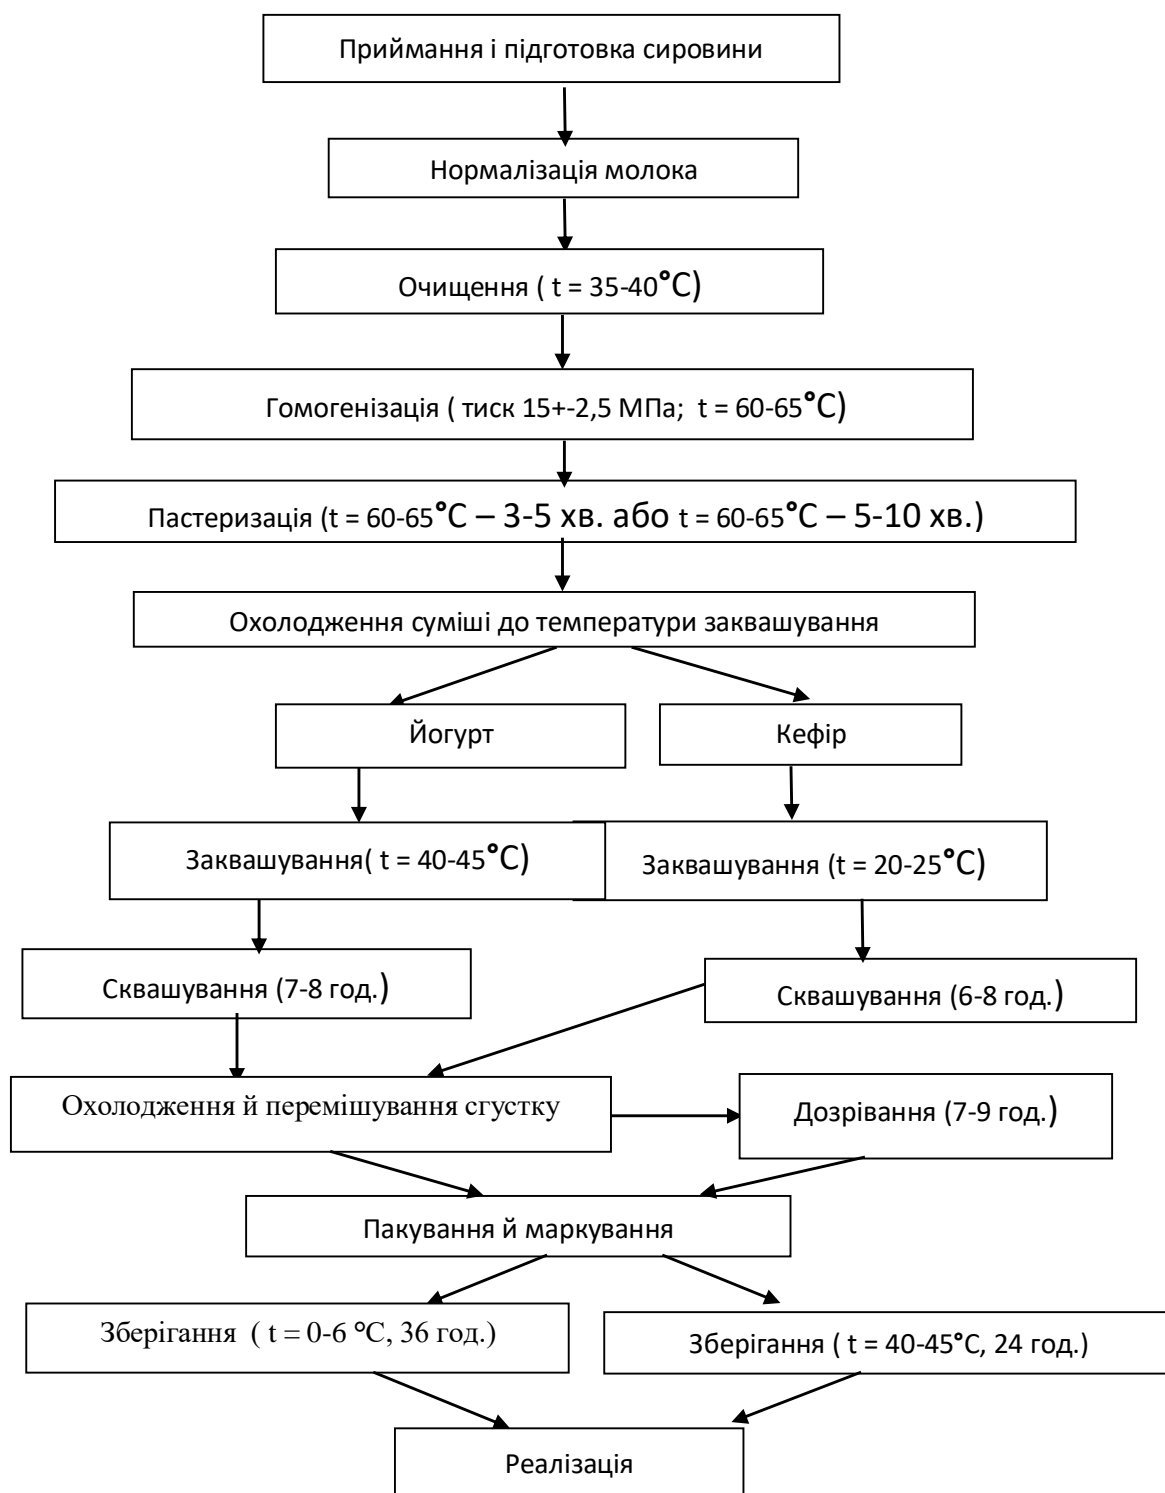 Приймання і підготовка сировини
Нормалізація молока
Очищення ( t = 35-40°С)
Гомогенізація ( тиск 15+-2,5 МПа; t = 60-65°С)
Пастеризація (t = 60-65°С – 3-5 хв. або t = 60-65°С – 5-10 хв.)
Охолодження суміші до температури заквашування
Йогурт
Кефір
Заквашування( t = 40-45°С)
Заквашування (t = 20-25°С)
Сквашування (7-8 год.)
Сквашування (6-8 год.)
Охолодження й перемішування сгустку
Дозрівання (7-9 год.)
Пакування й маркування
Зберігання ( t = 0-6 °С, 36 год.)
Зберігання ( t = 40-45°С, 24 год.)
Реалізація